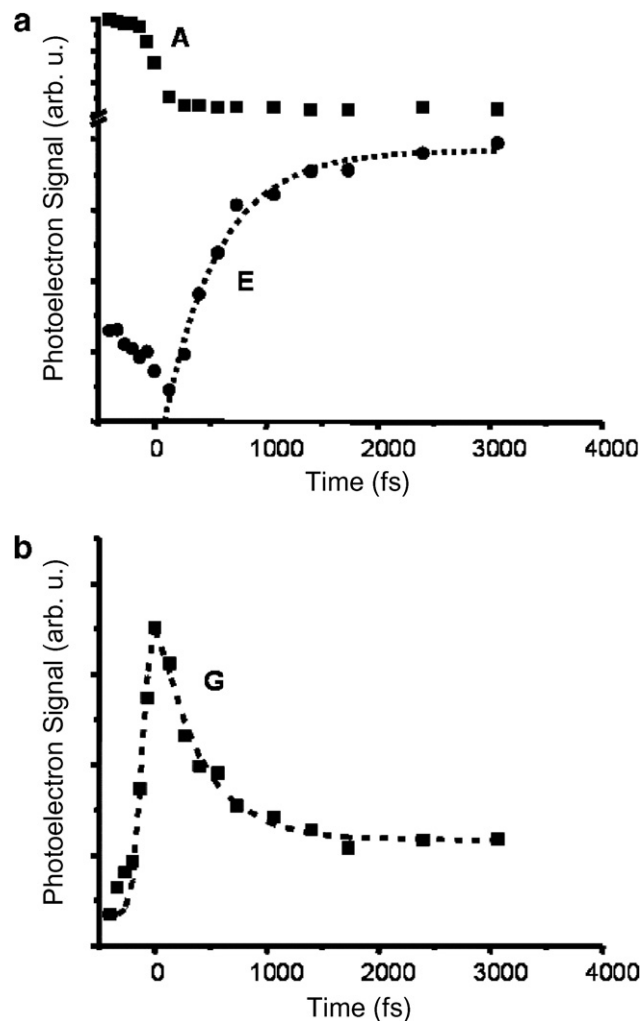 a
A
E
Photoelectron Signal (arb. u.)
0 1000 2000 3000 4000
Time (fs)
b
G
Photoelectron Signal (arb. u.)
0 1000 2000 3000 4000
Time (fs)